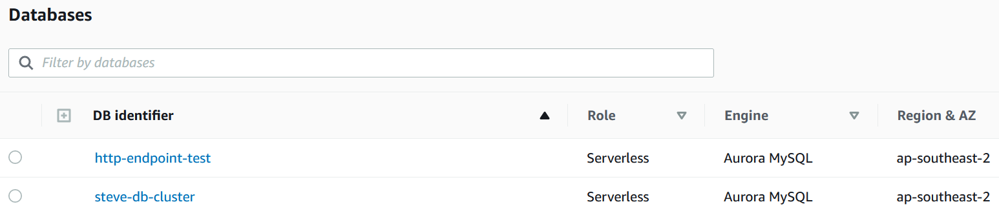 Databases
Filter by databases
DB identifier Role Engine Region & AZ
http-endpoint-test Serverless Aurora MySQL ap-southeast-2
steve-db-cluster Serverless Aurora MySQL ap-southeast-2